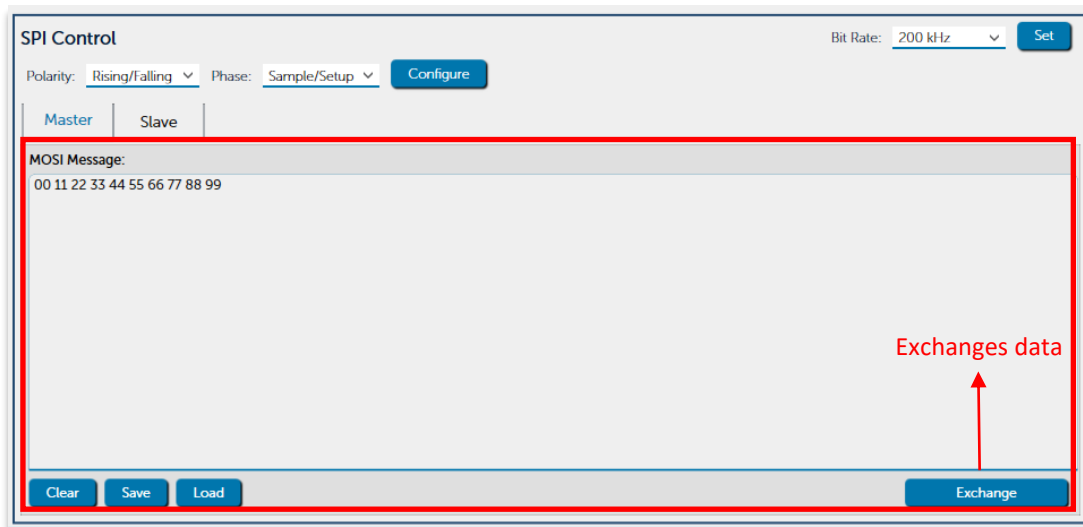 SPI Control
Bit Rate: 200 kHz Set
Polarity: Rising/Falling Phase: Sample/Setup Configure
Master Slave
MOSI Message:
00 11 22 33 44 55 66 77 88 99
Exchanges data
Clear Save Load Exchange